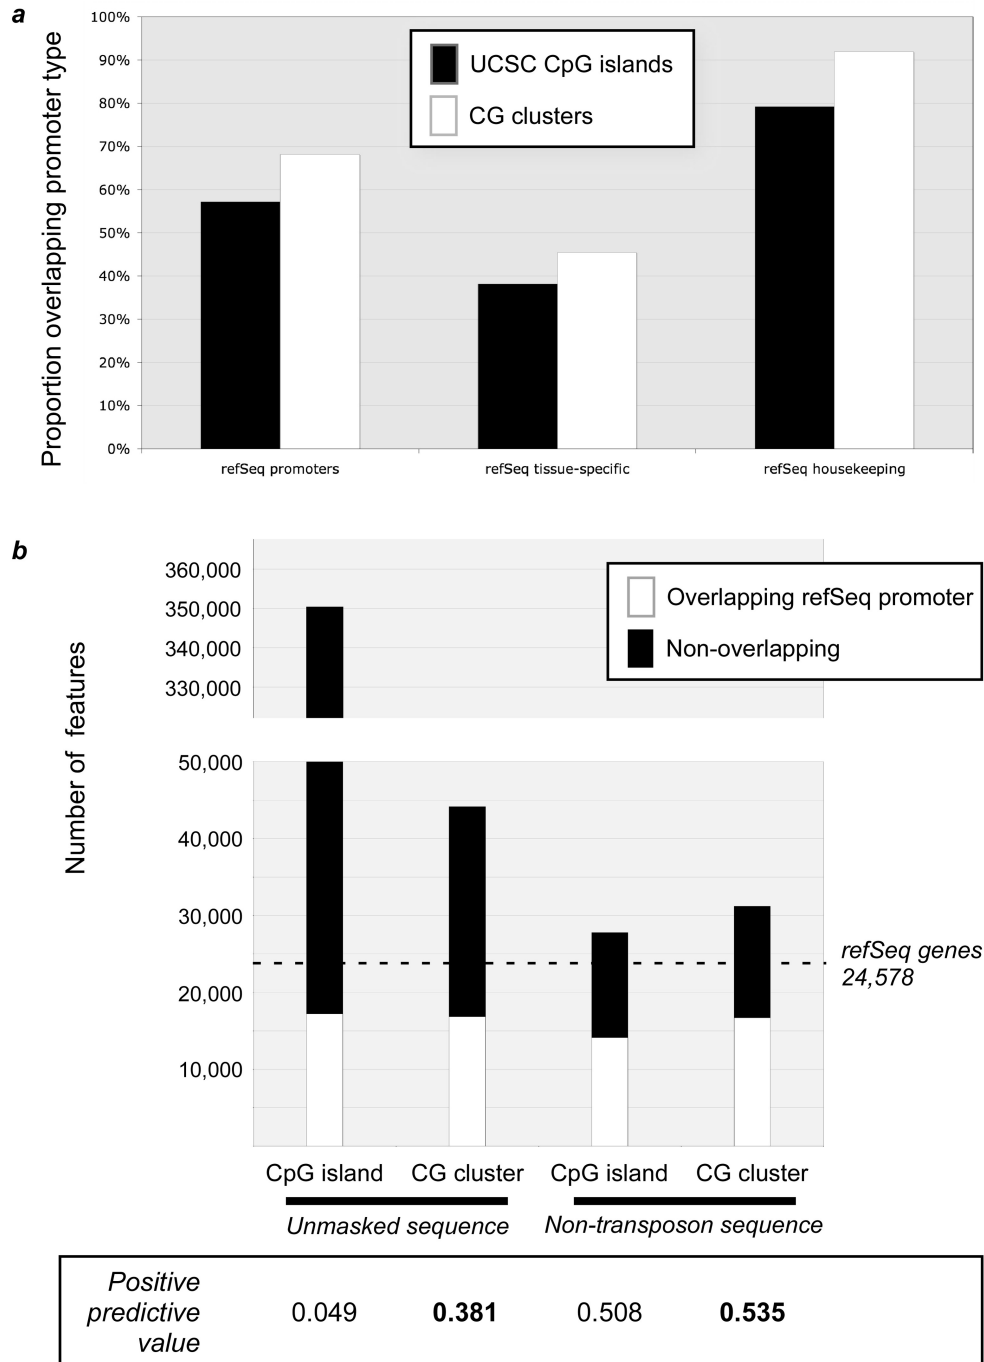 a
Proportion overlapping promoter type
100%
90%
80%
70%
60%
50%
40%
30%
20%
10%
0%
UCSC CpG islands
CG clusters
refSeq promoters
refSeq tissue-specific
refSeq housekeeping
b
Number of features
360,000
350,000
340,000
330,000
50,000
40,000
30,000
20,000
10,000
Overlapping refSeq promoter
Non-overlapping
refSeq genes
24,578
CpG island CG cluster CpG island CG cluster
Unmasked sequence Non-transposon sequence
Positive
predictive
value
0.049 0.381 0.508 0.535